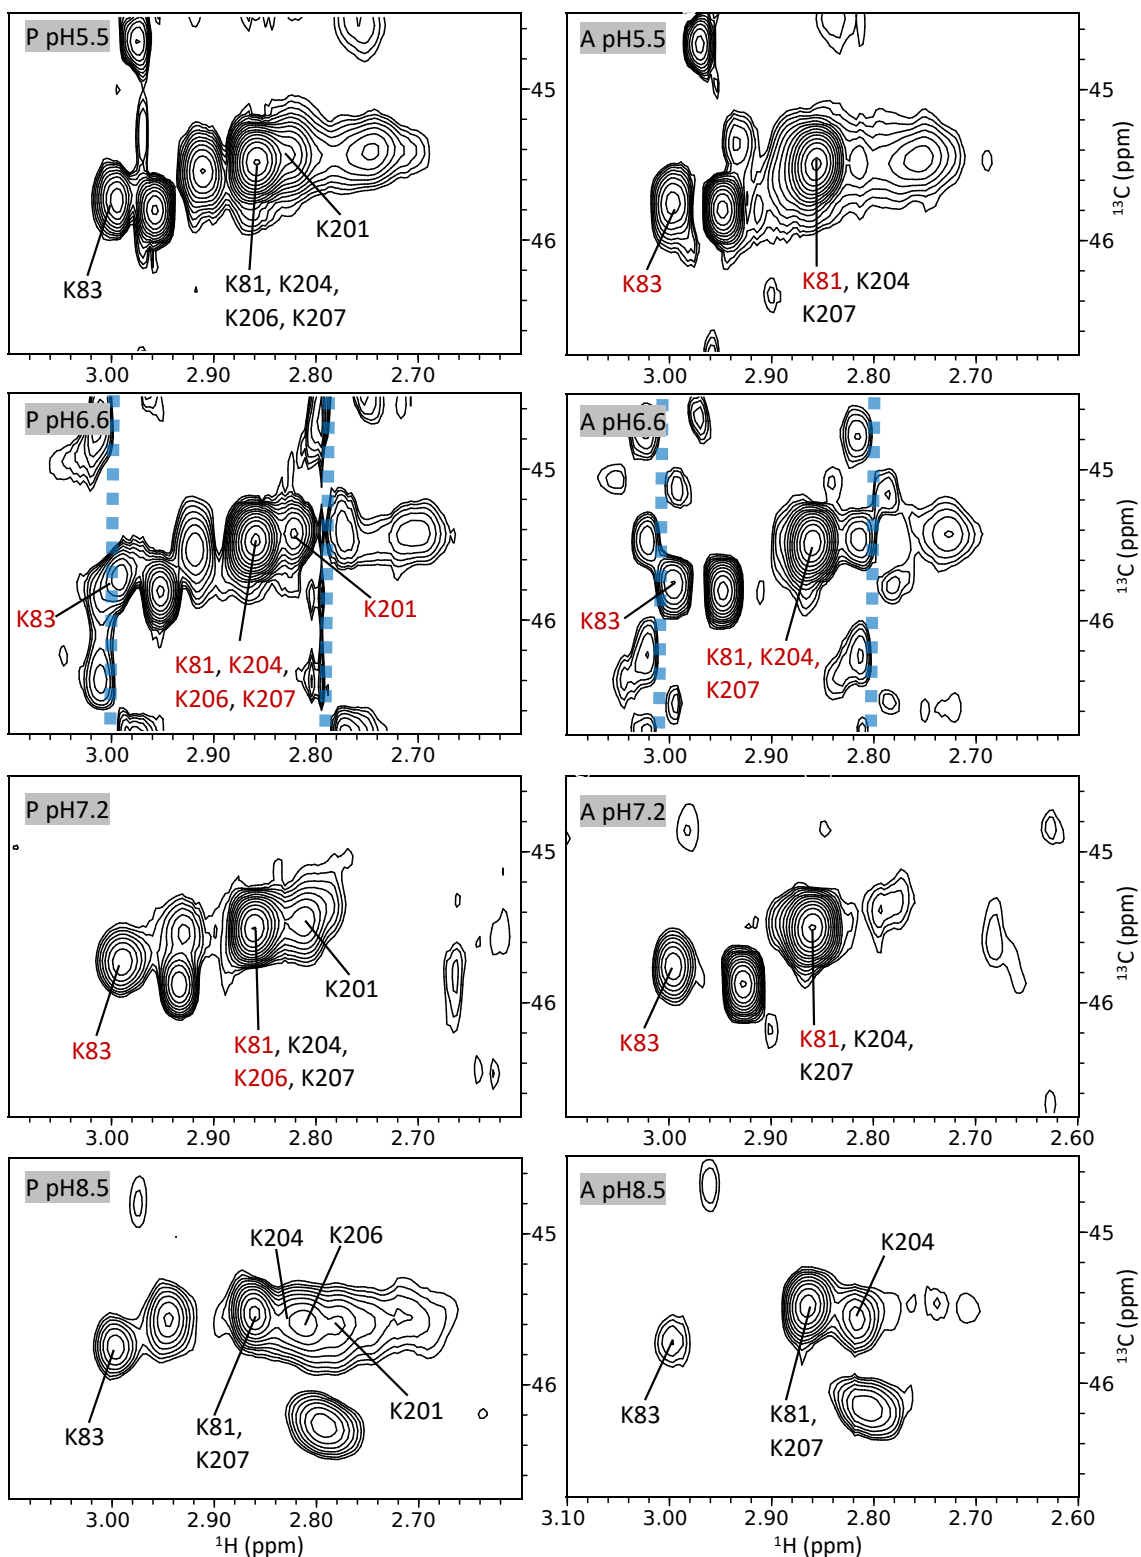 P pH5.5
K83
K81, K204,
K206, K207
K201
3.00 2.90 2.80 2.70
A pH5.5
K83
K81, K204
K207
45
46
¹³C (ppm)
3.00 2.90 2.80 2.70
P pH6.6
K83
K81, K204,
K206, K207
K201
3.00 2.90 2.80 2.70
A pH6.6
K83
K81, K204,
K207
45
46
¹³C (ppm)
3.00 2.90 2.80 2.70
P pH7.2
K83
K81, K204,
K206, K207
K201
3.00 2.90 2.80 2.70
A pH7.2
K83
K81, K204,
K207
45
46
¹³C (ppm)
3.00 2.90 2.80 2.70 2.60
P pH8.5
K204 K206
K83
K81,
K207
K201
3.00 2.90 2.80 2.70
¹H (ppm)
A pH8.5
K204
K83
K81,
K207
45
46
¹³C (ppm)
3.10 3.00 2.90 2.80 2.70 2.60
¹H (ppm)